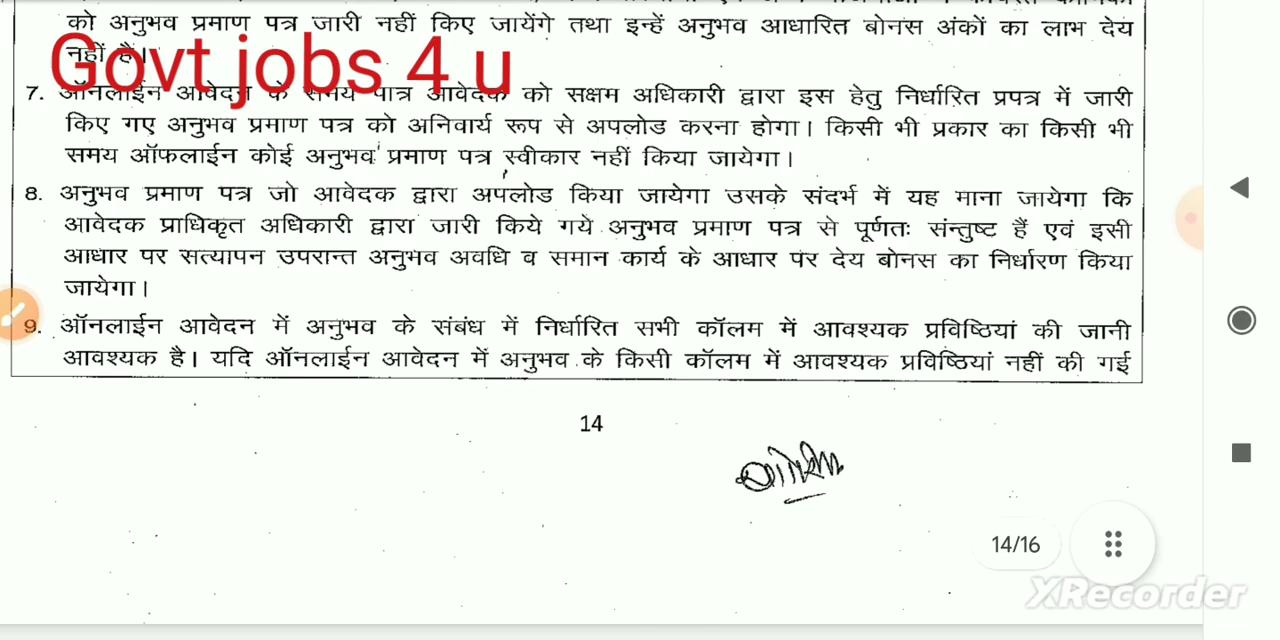 को अनुभव प्रमाण पत्र जारी नहीं किए जायेंगे तथा इन्हें अनुभव आधारित बोनस अंकों का लाभ देय
नहीं है।
Govt jobs 4 u
7. ऑनलाईन आवेदन के समय पात्र आवेदक को सक्षम अधिकारी द्वारा इस हेतु निर्धारित प्रपत्र में जारी
किए गए अनुभव प्रमाण पत्र को अनिवार्य रूप से अपलोड करना होगा। किसी भी प्रकार का किसी भी
समय ऑफलाईन कोई अनुभव प्रमाण पत्र स्वीकार नहीं किया जायेगा।
8. अनुभव प्रमाण पत्र जो आवेदक द्वारा अपलोड किया जायेगा उसके संदर्भ में यह माना जायेगा कि
आवेदक प्राधिकृत अधिकारी द्वारा जारी किये गये अनुभव प्रमाण पत्र से पूर्णतः संन्तुष्ट हैं एवं इसी
आधार पर सत्यापन उपरान्त अनुभव अवधि व समान कार्य के आधार पर देय बोनस का निर्धारण किया
जायेगा।
9. ऑनलाईन आवेदन में अनुभव के संबंध में निर्धारित सभी कॉलम में आवश्यक प्रविष्ठियां की जानी
आवश्यक है। यदि ऑनलाईन आवेदन में अनुभव के किसी कॉलम में आवश्यक प्रविष्ठियां नहीं की गई
14
14/16
XRecorder